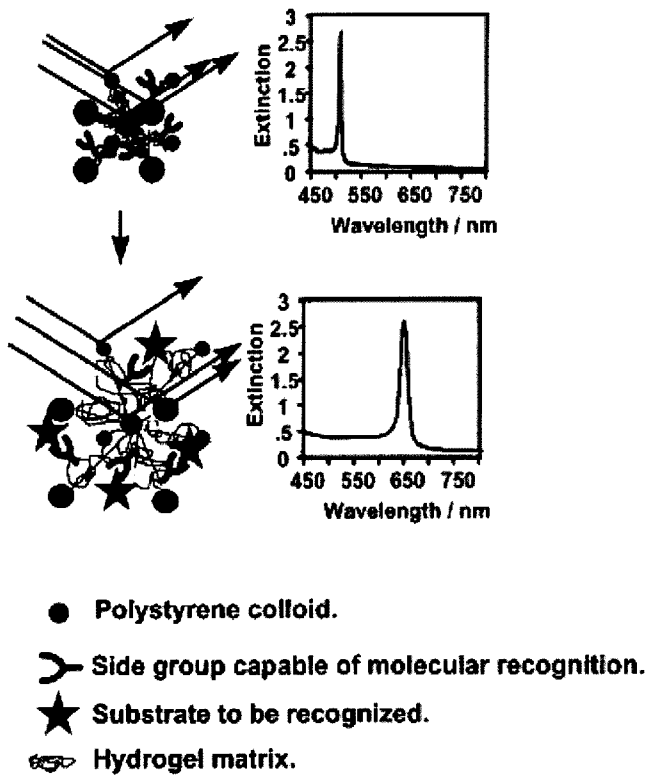 3
2.5
2
1.5
1
.5
0
Extinction
450 550 650 750
Wavelength / nm
3
2.5
2
1.5
1
.5
0
Extinction
450 550 650 750
Wavelength / nm
Polystyrene colloid.
Side group capable of molecular recognition.
Substrate to be recognized.
Hydrogel matrix.